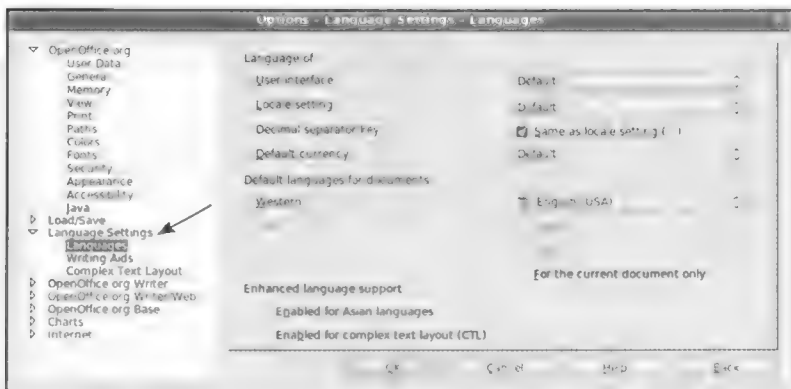 Options - Language Settings - Languages
OpenOffice.org
User Data
General
Memory
View
Print
Paths
Colors
Fonts
Security
Appearance
Accessibility
Java
Load/Save
Language Settings
Languages
Writing Aids
Complex Text Layout
OpenOffice.org Writer
OpenOffice.org Writer/Web
OpenOffice.org Base
Charts
Internet
Language of
User interface Default
Locale setting Default
Decimal separator key Same as locale setting
Default currency Default
Default languages for documents
Western English (USA)
For the current document only
Enhanced language support
Enabled for Asian languages
Enabled for complex text layout (CTL)
OK Cancel Help Back